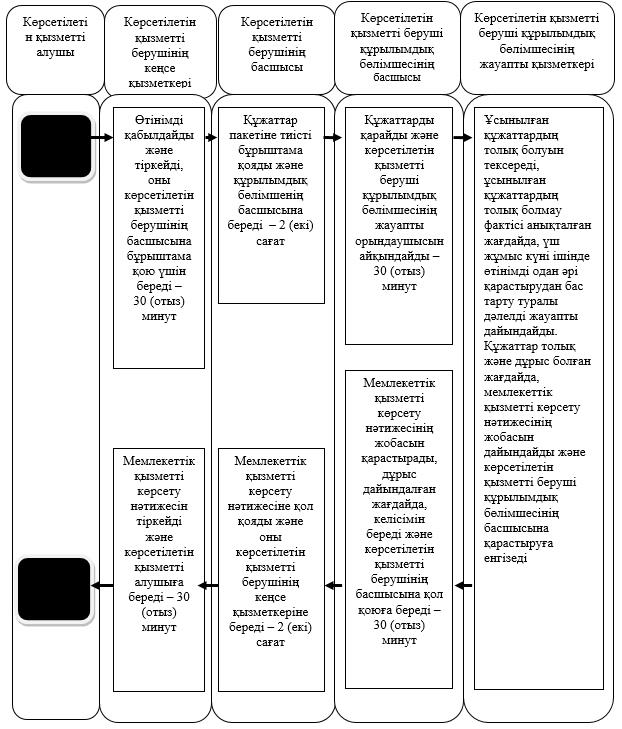 Көрсетілеті
н қызметті
алушы
Көрсетілетін
қызметті
берушінің
кеңсе
қызметкері
Көрсетілетін
қызметті
берушінің
басшысы
Көрсетілетін
қызметті беруші
құрылымдық
бөлімшесінің
басшысы
Көрсетілетін қызметті
беруші құрылымдық
бөлімшесінің
жауапты қызметкері
Өтінімді
қабылдайды
және
тіркейді,
оны
көрсетілетін
қызметті
берушінің
басшысына
бұрыштама
қою үшін
береді –
30 (отыз)
минут
Құжаттар
пакетіне тиісті
бұрыштама
қояды және
құрылымдық
бөлімшенің
басшысына
береді – 2 (екі)
сағат
Құжаттарды
қарайды және
көрсетілетін
қызметті
беруші
құрылымдық
бөлімшесінің
жауапты
орындаушысын
айқындайды –
30 (отыз)
минут
Ұсынылған
құжаттардың
толық болуын
тексереді,
ұсынылған
құжаттардың
толық болмау
фактісі анықталған
жағдайда, үш
жұмыс күні ішінде
өтінімді одан әрі
қарастырудан бас
тарту туралы
дәлелді жауапты
дайындайды.
Құжаттар толық
және дұрыс болған
жағдайда,
мемлекеттік
қызметті көрсету
нәтижесінің
жобасын
дайындайды және
көрсетілетін
қызметті беруші
құрылымдық
бөлімшесінің
басшысына
қарастыруға
енгізеді
Мемлекеттік
қызметті
көрсету
нәтижесінің
жобасын
қарастырады,
дұрыс
дайындалған
жағдайда,
келісімін
береді және
көрсетілетін
қызметті
берушінің
басшысына қол
қоюға береді –
30 (отыз)
минут
Мемлекеттік
қызметті
көрсету
нәтижесіне қол
қояды және
оны
көрсетілетін
қызметті
берушінің
кеңсе
қызметкеріне
береді – 2 (екі)
сағат
Мемлекеттік
қызметті
көрсету
нәтижесін
тіркейді
және
көрсетілетін
қызметті
алушыға
береді – 30
(отыз)
минут